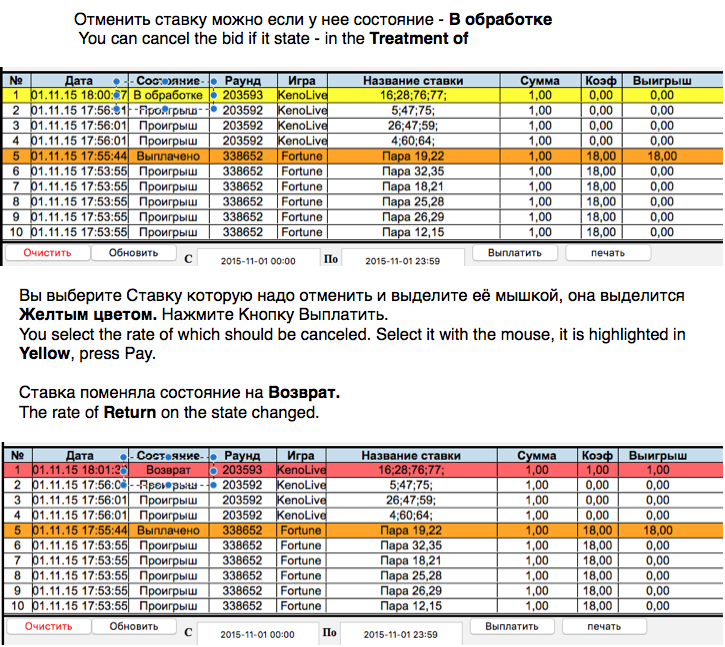 Отменить ставку можно если у нее состояние - В обработке
You can cancel the bid if it state - in the Treatment of
№ Дата Состояние Раунд Игра Название ставки Сумма Коэф Выигрыш
1 01.11.15 18:00:37 В обработке 203593 KenoLive 16;28;76;77; 1,00 0,00 0,00
2 01.11.15 17:56:01 Проигрыш 203592 KenoLive 5;47;75; 1,00 0,00 0,00
3 01.11.15 17:56:01 Проигрыш 203592 KenoLive 26;47;59; 1,00 0,00 0,00
4 01.11.15 17:56:01 Проигрыш 203592 KenoLive 4;60;64; 1,00 0,00 0,00
5 01.11.15 17:55:44 Выплачено 338652 Fortune Пара 19,22 1,00 18,00 18,00
6 01.11.15 17:53:55 Проигрыш 338652 Fortune Пара 32,35 1,00 18,00 0,00
7 01.11.15 17:53:55 Проигрыш 338652 Fortune Пара 18,21 1,00 18,00 0,00
8 01.11.15 17:53:55 Проигрыш 338652 Fortune Пара 25,28 1,00 18,00 0,00
9 01.11.15 17:53:55 Проигрыш 338652 Fortune Пара 26,29 1,00 18,00 0,00
10 01.11.15 17:53:55 Проигрыш 338652 Fortune Пара 12,15 1,00 18,00 0,00
Очистить Обновить С 2015-11-01 00:00 По 2015-11-01 23:59 Выплатить печать
Вы выберите Ставку которую надо отменить и выделите её мышкой, она выделится
Желтым цветом. Нажмите Кнопку Выплатить.
You select the rate of which should be canceled. Select it with the mouse, it is highlighted in
Yellow, press Pay.
Ставка поменяла состояние на Возврат.
The rate of Return on the state changed.
№ Дата Состояние Раунд Игра Название ставки Сумма Коэф Выигрыш
1 01.11.15 Возврат 203593 KenoLive 16;28;76;77; 1,00 1,00 1,00
2 01.11.15 Проигрыш 203592 KenoLive 5;47;75; 1,00 0,00 0,00
3 01.11.15 17:56:01 Проигрыш 203592 KenoLive 26;47;59; 1,00 0,00 0,00
4 01.11.15 17:56:01 Проигрыш 203592 KenoLive 4;60;64; 1,00 0,00 0,00
5 01.11.15 17:55:44 Выплачено 338652 Fortune Пара 19,22 1,00 18,00 18,00
6 01.11.15 17:53:55 Проигрыш 338652 Fortune Пара 32,35 1,00 18,00 0,00
7 01.11.15 17:53:55 Проигрыш 338652 Fortune Пара 18,21 1,00 18,00 0,00
8 01.11.15 17:53:55 Проигрыш 338652 Fortune Пара 25,28 1,00 18,00 0,00
9 01.11.15 17:53:55 Проигрыш 338652 Fortune Пара 26,29 1,00 18,00 0,00
10 01.11.15 17:53:55 Проигрыш 338652 Fortune Пара 12,15 1,00 18,00 0,00
Очистить Обновить С 2015-11-01 00:00 По 2015-11-01 23:59 Выплатить печать